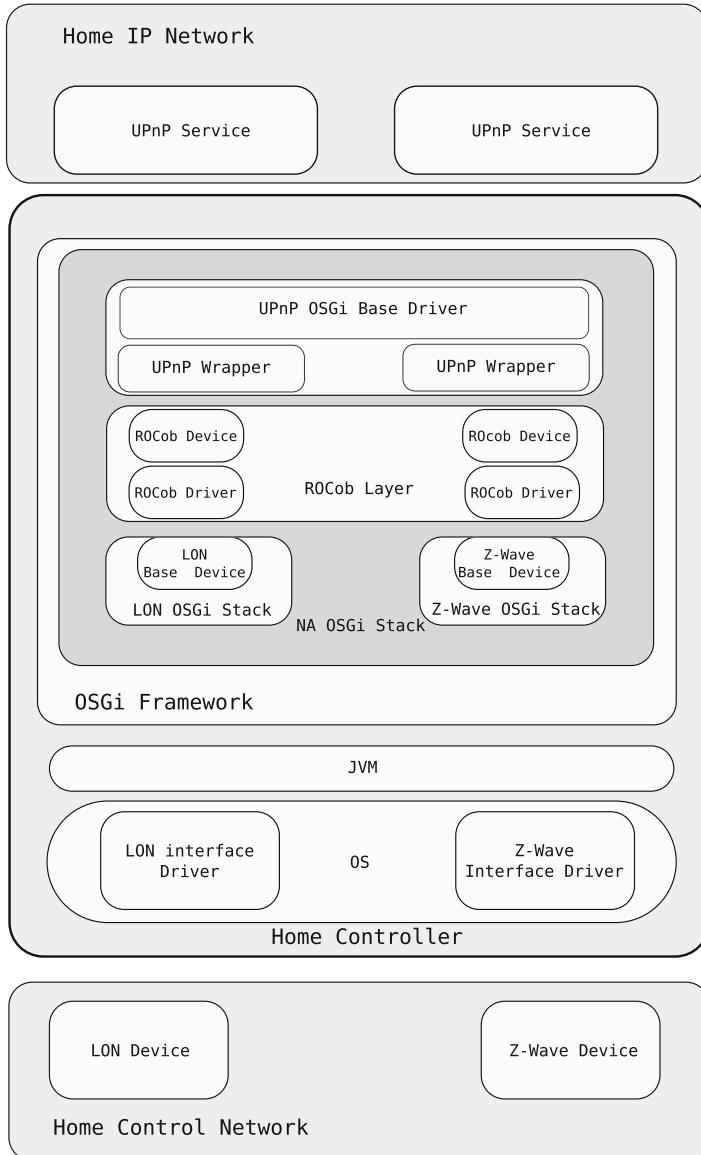 Home IP Network
UPnP Service
UPnP Service
UPnP OSGi Base Driver
UPnP Wrapper
UPnP Wrapper
ROCob Device
ROcob Device
ROCob Driver
ROCob Layer
ROCob Driver
LON
Base Device
Z-Wave
Base Device
LON OSGi Stack
Z-Wave OSGi Stack
NA OSGi Stack
OSGi Framework
JVM
LON interface
Driver
OS
Z-Wave
Interface Driver
Home Controller
LON Device
Z-Wave Device
Home Control Network